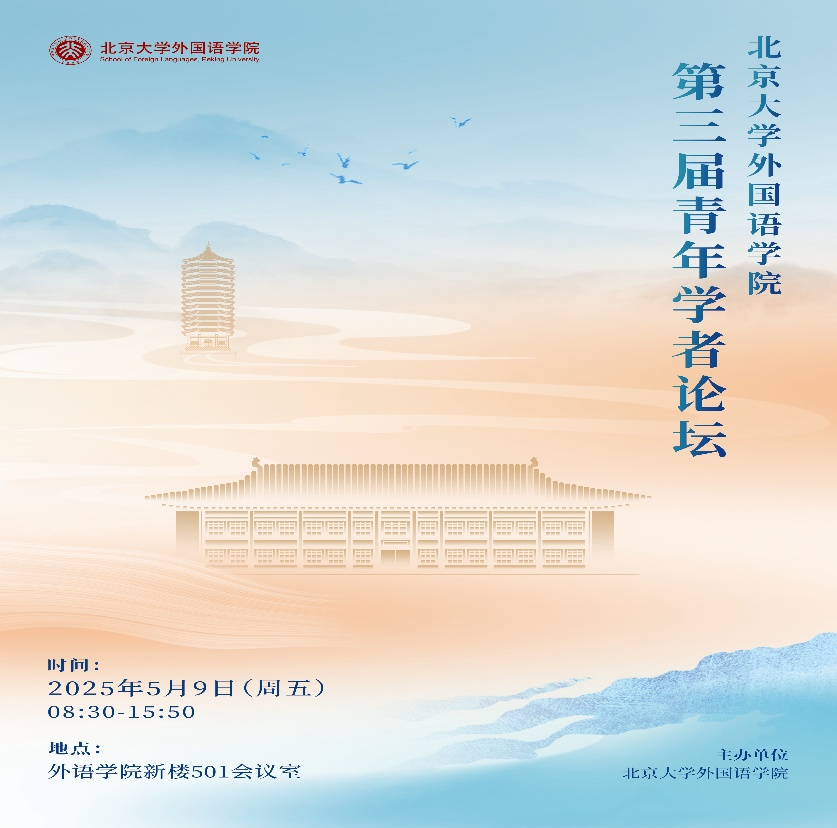 北京大学外国语学院
School of Foreign Languages, Peking University
北京大学外国语学院
第三届青年学者论坛
时间：
2025年5月9日（周五）
08:30-15:50
地点：
外语学院新楼501会议室
主办单位
北京大学外国语学院